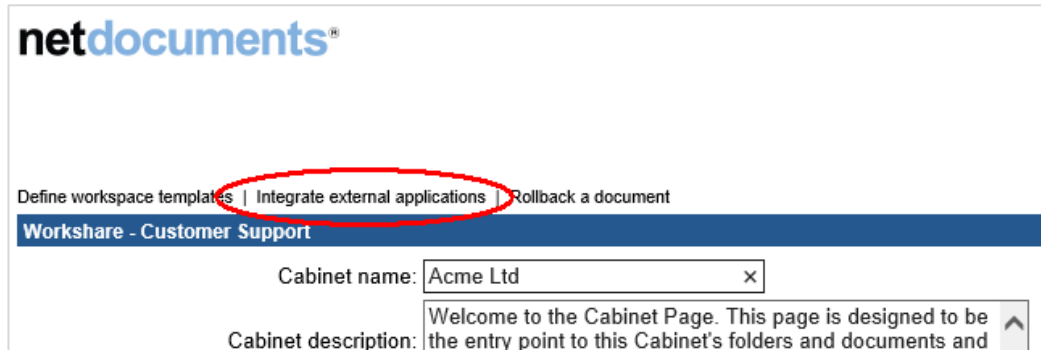 netdocuments®
Define workspace templates | Integrate external applications | Rollback a document
Workshare - Customer Support
Cabinet name: Acme Ltd ×
Cabinet description: Welcome to the Cabinet Page. This page is designed to be
the entry point to this Cabinet's folders and documents and